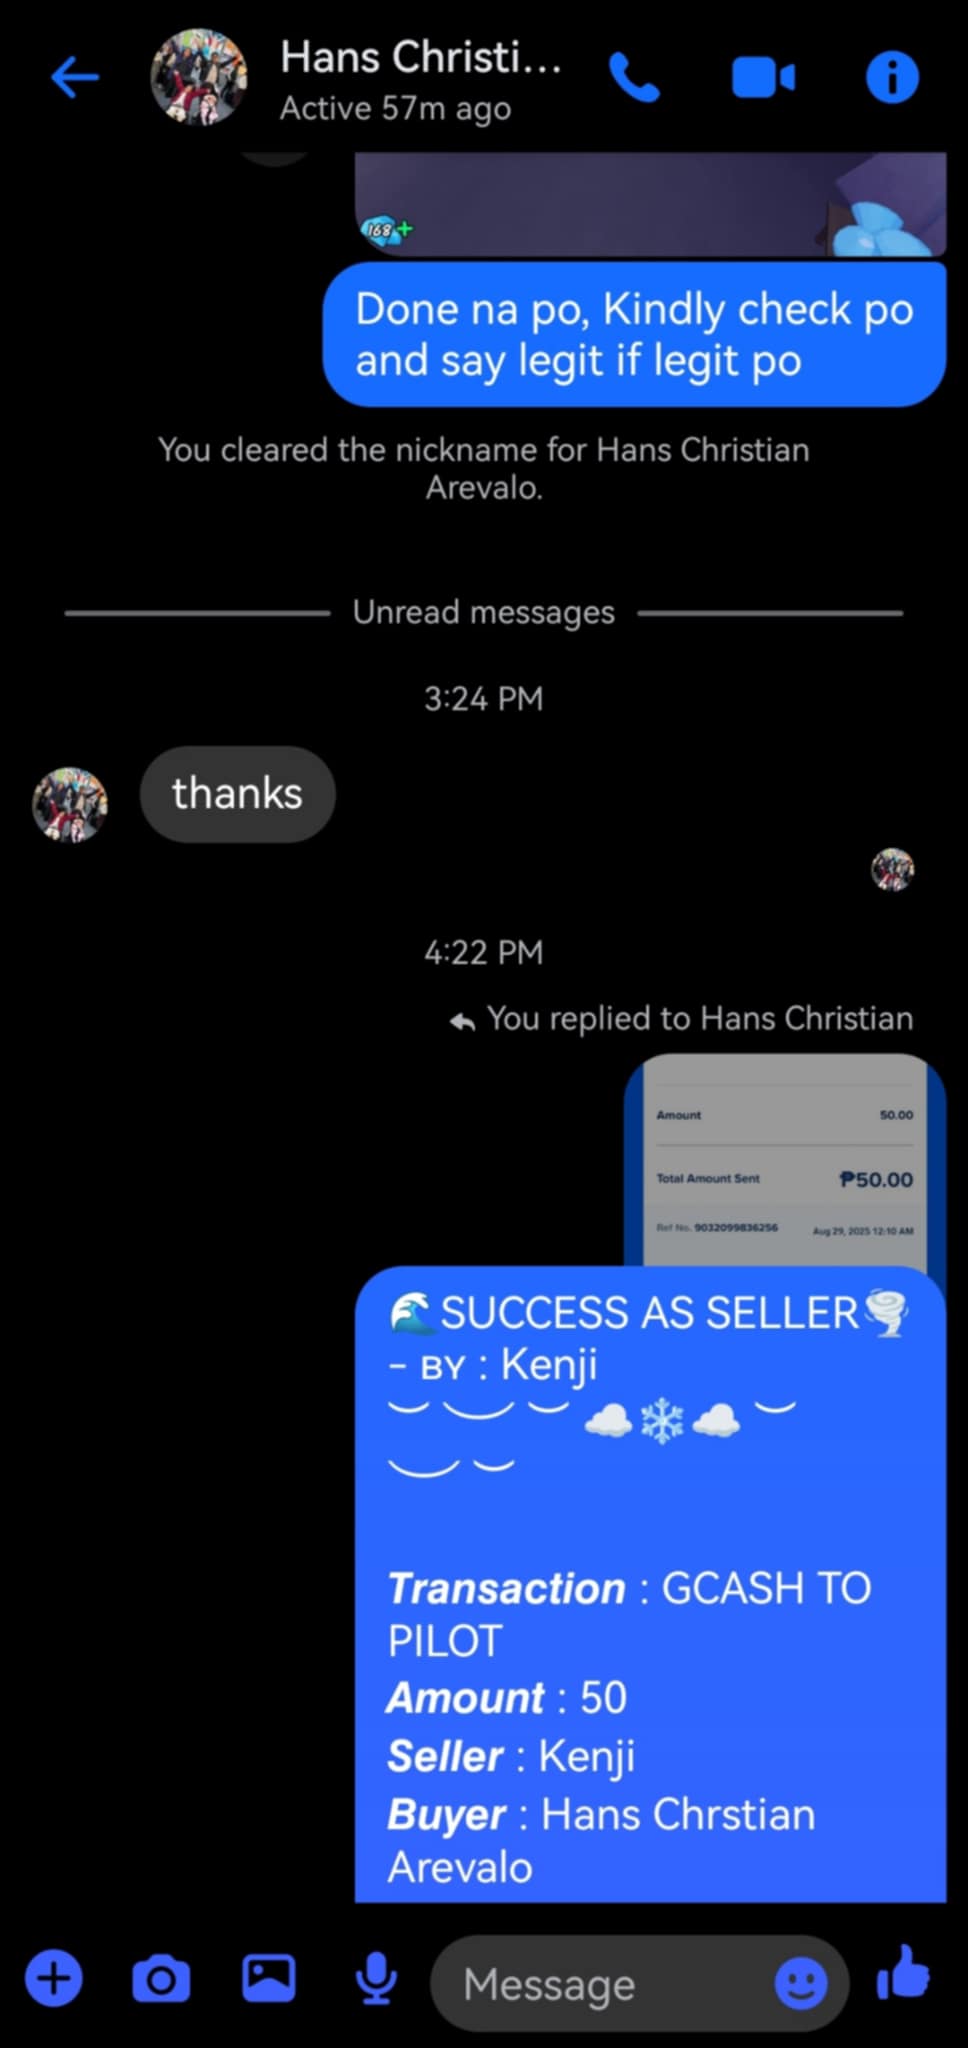 Hans Christi...
Active 57m ago
168+
Done na po, Kindly check po
and say legit if legit po
You cleared the nickname for Hans Christian
Arevalo.
Unread messages
3:24 PM
thanks
4:22 PM
You replied to Hans Christian
Amount 50.00
Total Amount Sent ₱50.00
Ref No. 9032099836256 Aug 29, 2025 12:10 AM
🌊SUCCESS AS SELLER🌪️
- ʙʏ : Kenji
︶︶︶☁️❄️☁️︶
︶︶
Transaction : GCASH TO
PILOT
Amount : 50
Seller : Kenji
Buyer : Hans Chrstian
Arevalo
Message